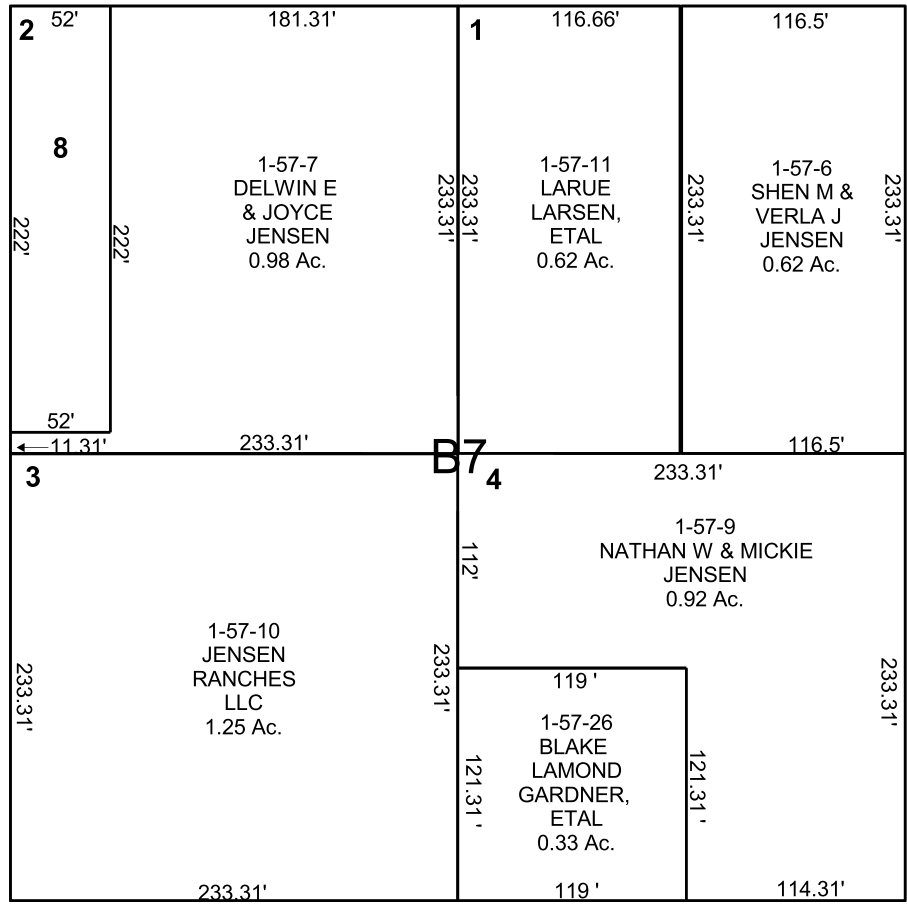 2
52'
181.31'
1
116.66'
116.5'
8
1-57-7
DELWIN E
& JOYCE
JENSEN
0.98 Ac.
1-57-11
LARUE
LARSEN,
ETAL
0.62 Ac.
1-57-6
SHEN M &
VERLA J
JENSEN
0.62 Ac.
222'
222'
233.31'
233.31'
233.31'
233.31'
52'
11.31'
233.31'
116.5'
B7
3
4
233.31'
1-57-9
NATHAN W & MICKIE
JENSEN
0.92 Ac.
112'
1-57-10
JENSEN
RANCHES
LLC
1.25 Ac.
233.31'
233.31'
233.31'
119 '
1-57-26
BLAKE
LAMOND
GARDNER,
ETAL
0.33 Ac.
121.31 '
121.31 '
233.31'
119 '
114.31'